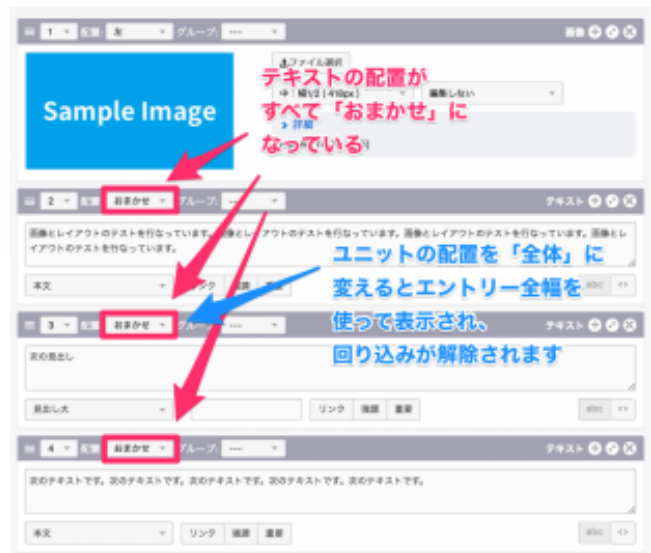 1 配置: 左 グループ: ---- 画像
ファイル選択
Sample Image
テキストの配置が
中：幅1/2 ( 418px ) 編集しない
すべて「おまかせ」に
詳細
なっている
2 配置: おまかせ グループ: ---- テキスト
画像とレイアウトのテストを行なっています。画像とレイアウトのテストを行なっています。画像とレイアウトのテストを行なっています。画像とレ
イアウトのテストを行なっています。
ユニットの配置を「全体」に
本文 リンク 強調 重要 abc <>
変えるとエントリー全幅を
3 配置: おまかせ グループ: ---- テキスト
使って表示され、
次の見出し
回り込みが解除されます
見出し大 リンク 強調 重要 abc <>
4 配置: おまかせ グループ: ---- テキスト
次のテキストです。次のテキストです。次のテキストです。次のテキストです。次のテキストです。
本文 リンク 強調 重要 abc <>